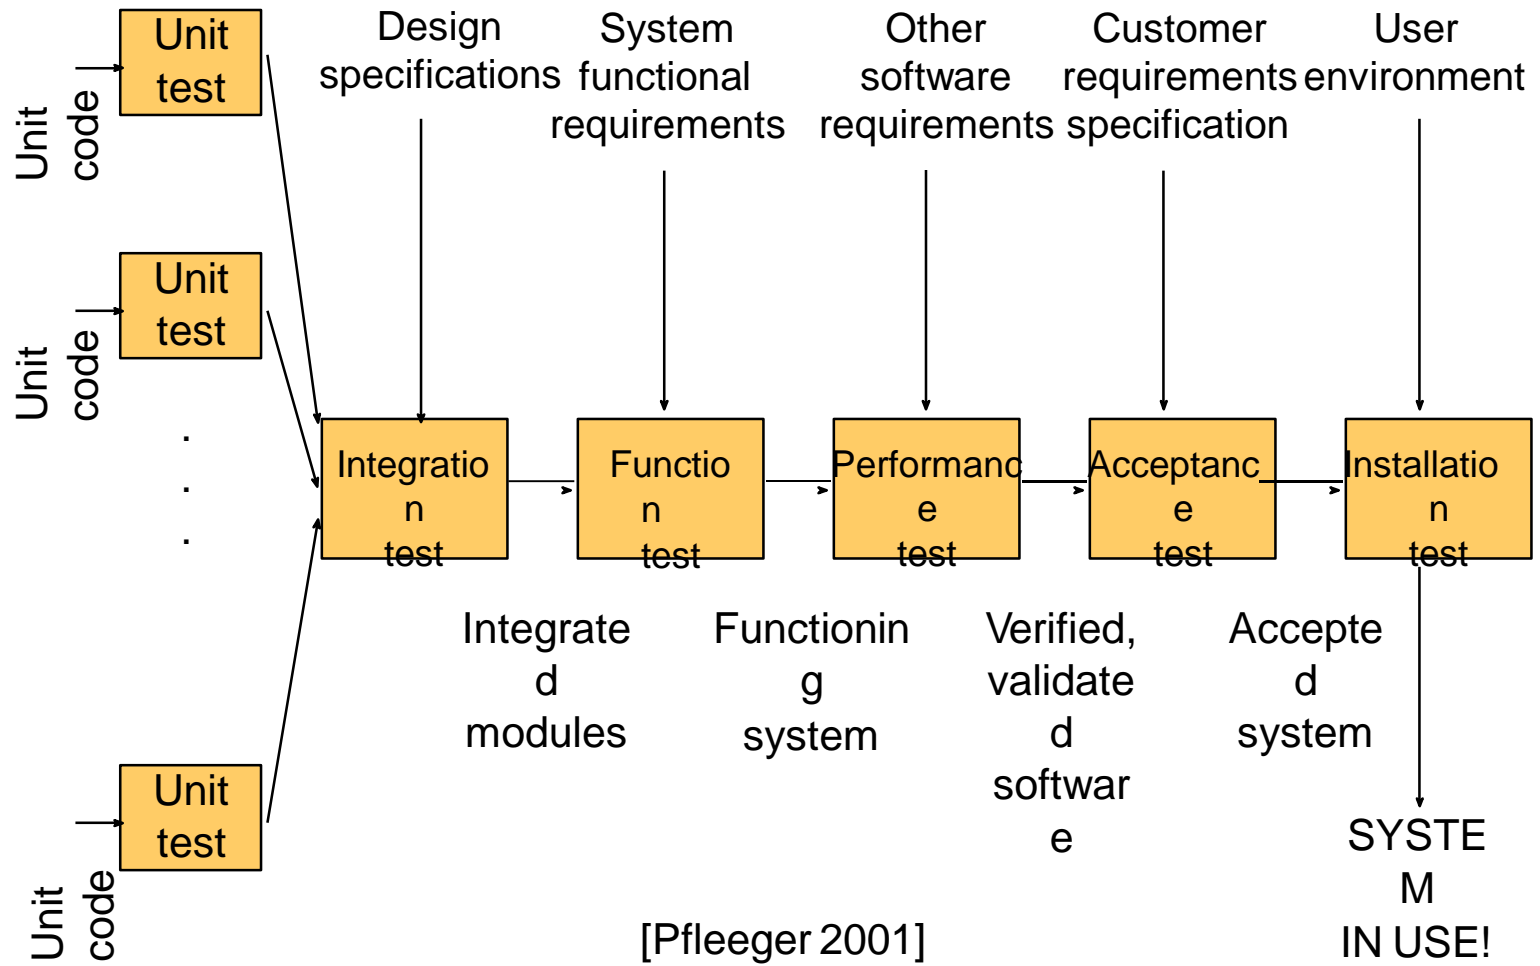 Unit
test
Unit
code
Design
specifications
System
functional
requirements
Other
software
requirements
Customer
requirements
specification
User
environment
Unit
test
Unit
code
.
.
.
Integratio
n
test
Functio
n
test
Performanc
e
test
Acceptanc
e
test
Installatio
n
test
Integrate
d
modules
Functionin
g
system
Verified,
validate
d
softwar
e
Accepte
d
system
Unit
test
Unit
code
SYSTE
M
IN USE!
[Pfleeger 2001]